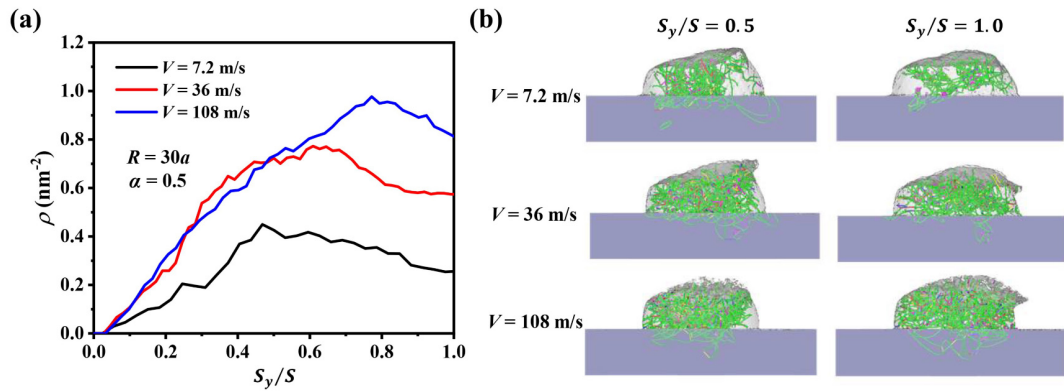 (a)
1.2
1.0
0.8
0.6
0.4
0.2
0.0
ρ (nm⁻²)
V = 7.2 m/s
V = 36 m/s
V = 108 m/s
R = 30a
α = 0.5
0.0 0.2 0.4 0.6 0.8 1.0
S_y/S
(b)
S_y/S = 0.5 S_y/S = 1.0
V = 7.2 m/s
V = 36 m/s
V = 108 m/s